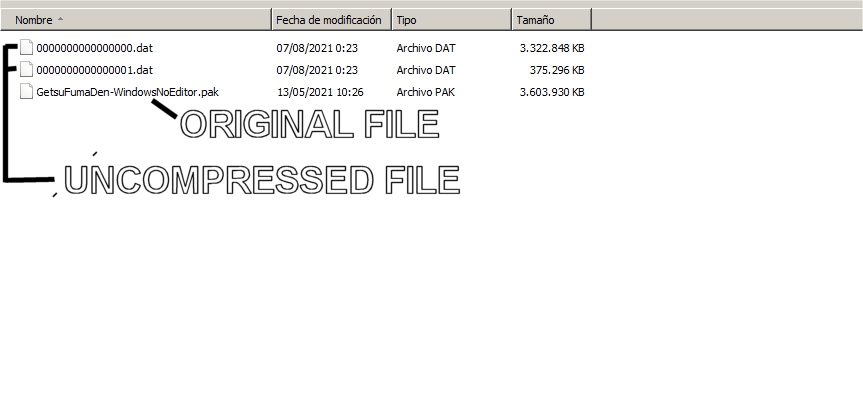 Nombre Fecha de modificación Tipo Tamaño
0000000000000000.dat 07/08/2021 0:23 Archivo DAT 3.322.848 KB
0000000000000001.dat 07/08/2021 0:23 Archivo DAT 375.296 KB
GetsuFumaDen-WindowsNoEditor.pak 13/05/2021 10:26 Archivo PAK 3.603.930 KB
ORIGINAL FILE
UNCOMPRESSED FILE